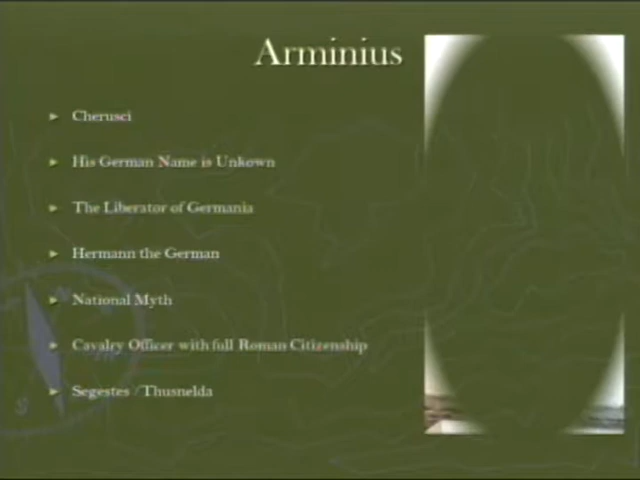 Arminius
► Cherusci
► His German Name is Unkown
► The Liberator of Germania
► Hermann the German
► National Myth
► Cavalry Officer with full Roman Citizenship
► Segestes / Thusnelda
S